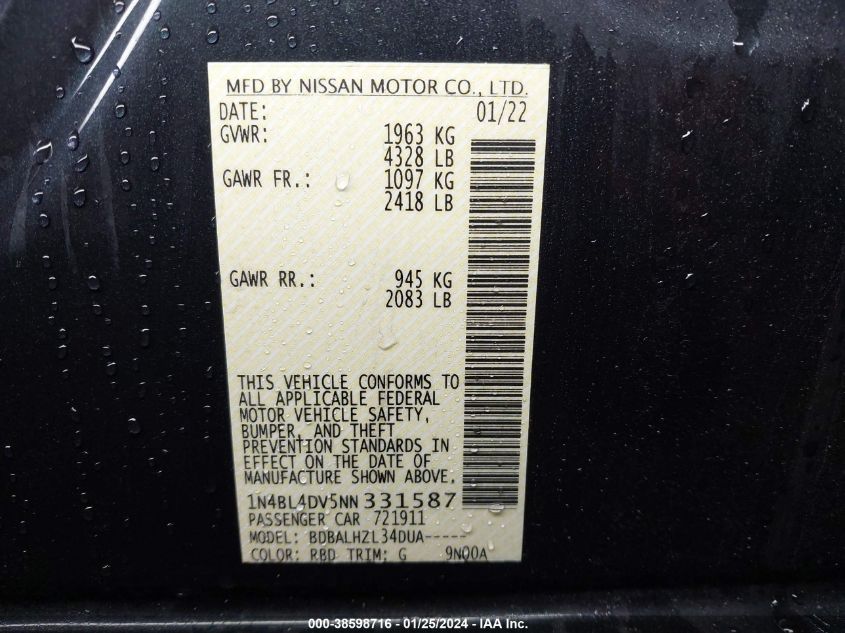 MFD BY NISSAN MOTOR CO., LTD.
DATE: 01/22
GVWR: 1963 KG
4328 LB
GAWR FR.: 1097 KG
2418 LB
GAWR RR.: 945 KG
2083 LB
THIS VEHICLE CONFORMS TO
ALL APPLICABLE FEDERAL
MOTOR VEHICLE SAFETY,
BUMPER, AND THEFT
PREVENTION STANDARDS IN
EFFECT ON THE DATE OF
MANUFACTURE SHOWN ABOVE.
1N4BL4DV5NN331587
PASSENGER CAR 721911
MODEL: BDBALHZL34DUA-----
COLOR: RBD TRIM: G 9N00A
000-38598716 - 01/25/2024 - IAA Inc.